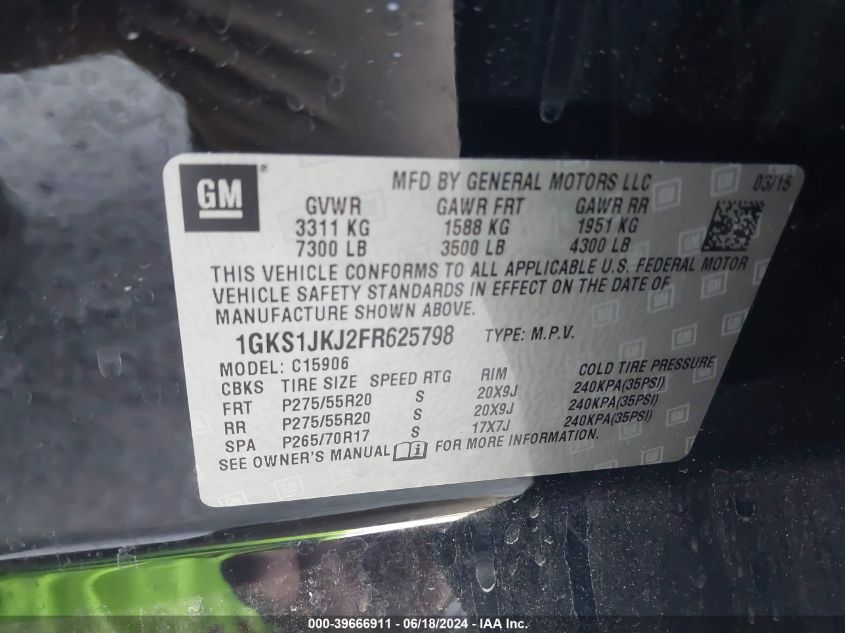 GM ® MFD BY GENERAL MOTORS LLC 03/15
GVWR GAWR FRT GAWR RR
3311 KG 1588 KG 1951 KG
7300 LB 3500 LB 4300 LB
THIS VEHICLE CONFORMS TO ALL APPLICABLE U.S. FEDERAL MOTOR
VEHICLE SAFETY STANDARDS IN EFFECT ON THE DATE OF
MANUFACTURE SHOWN ABOVE.
1GKS1JKJ2FR625798 TYPE: M.P.V.
MODEL: C15906
CBKS TIRE SIZE SPEED RTG RIM COLD TIRE PRESSURE
FRT P275/55R20 S 20X9J 240KPA(35PSI)
RR P275/55R20 S 20X9J 240KPA(35PSI)
SPA P265/70R17 S 17X7J 240KPA(35PSI)
SEE OWNER'S MANUAL i FOR MORE INFORMATION.
000-39666911 - 06/18/2024 - IAA Inc.